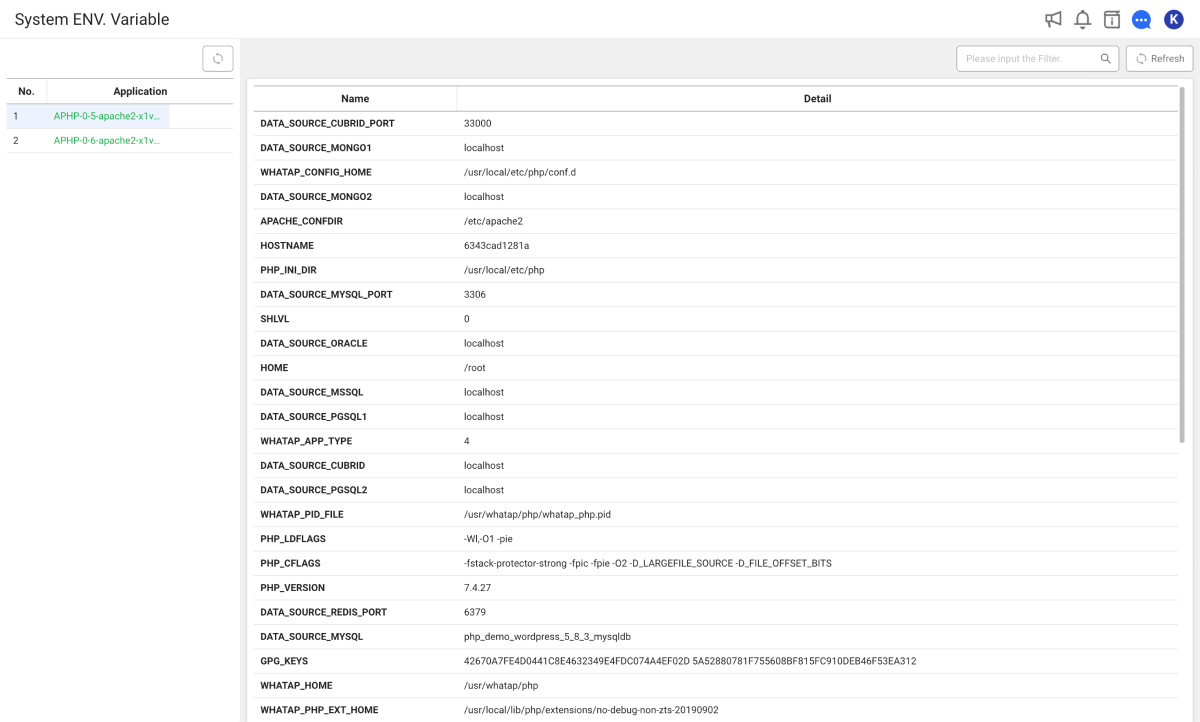 System ENV. Variable
K
Please input the Filter.
Refresh
No. Application
1 APHP-0-5-apache2-x1v...
2 APHP-0-6-apache2-x1v...
Name Detail
DATA_SOURCE_CUBRID_PORT 33000
DATA_SOURCE_MONGO1 localhost
WHATAP_CONFIG_HOME /usr/local/etc/php/conf.d
DATA_SOURCE_MONGO2 localhost
APACHE_CONFDIR /etc/apache2
HOSTNAME 6343cad1281a
PHP_INI_DIR /usr/local/etc/php
DATA_SOURCE_MYSQL_PORT 3306
SHLVL 0
DATA_SOURCE_ORACLE localhost
HOME /root
DATA_SOURCE_MSSQL localhost
DATA_SOURCE_PGSQL1 localhost
WHATAP_APP_TYPE 4
DATA_SOURCE_CUBRID localhost
DATA_SOURCE_PGSQL2 localhost
WHATAP_PID_FILE /usr/whatap/php/whatap_php.pid
PHP_LDFLAGS -Wl,-O1 -pie
PHP_CFLAGS -fstack-protector-strong -fpic -fpie -O2 -D_LARGEFILE_SOURCE -D_FILE_OFFSET_BITS
PHP_VERSION 7.4.27
DATA_SOURCE_REDIS_PORT 6379
DATA_SOURCE_MYSQL php_demo_wordpress_5_8_3_mysqldb
GPG_KEYS 42670A7FE4D0441C8E4632349E4FDC074A4EF02D 5A52880781F755608BF815FC910DEB46F53EA312
WHATAP_HOME /usr/whatap/php
WHATAP_PHP_EXT_HOME /usr/local/lib/php/extensions/no-debug-non-zts-20190902